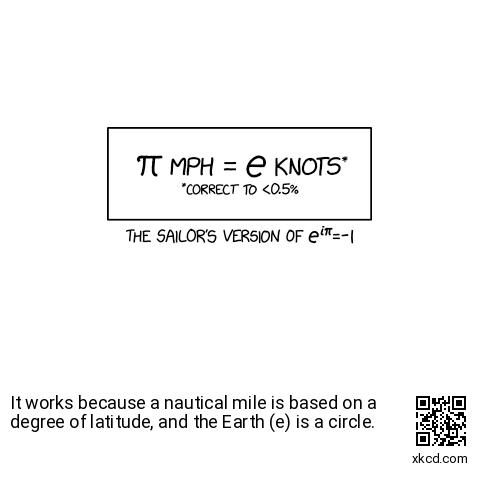 π MPH = e KNOTS*
*CORRECT TO <0.5%
THE SAILOR'S VERSION OF e^iπ=-1
It works because a nautical mile is based on a
degree of latitude, and the Earth (e) is a circle.
xkcd.com